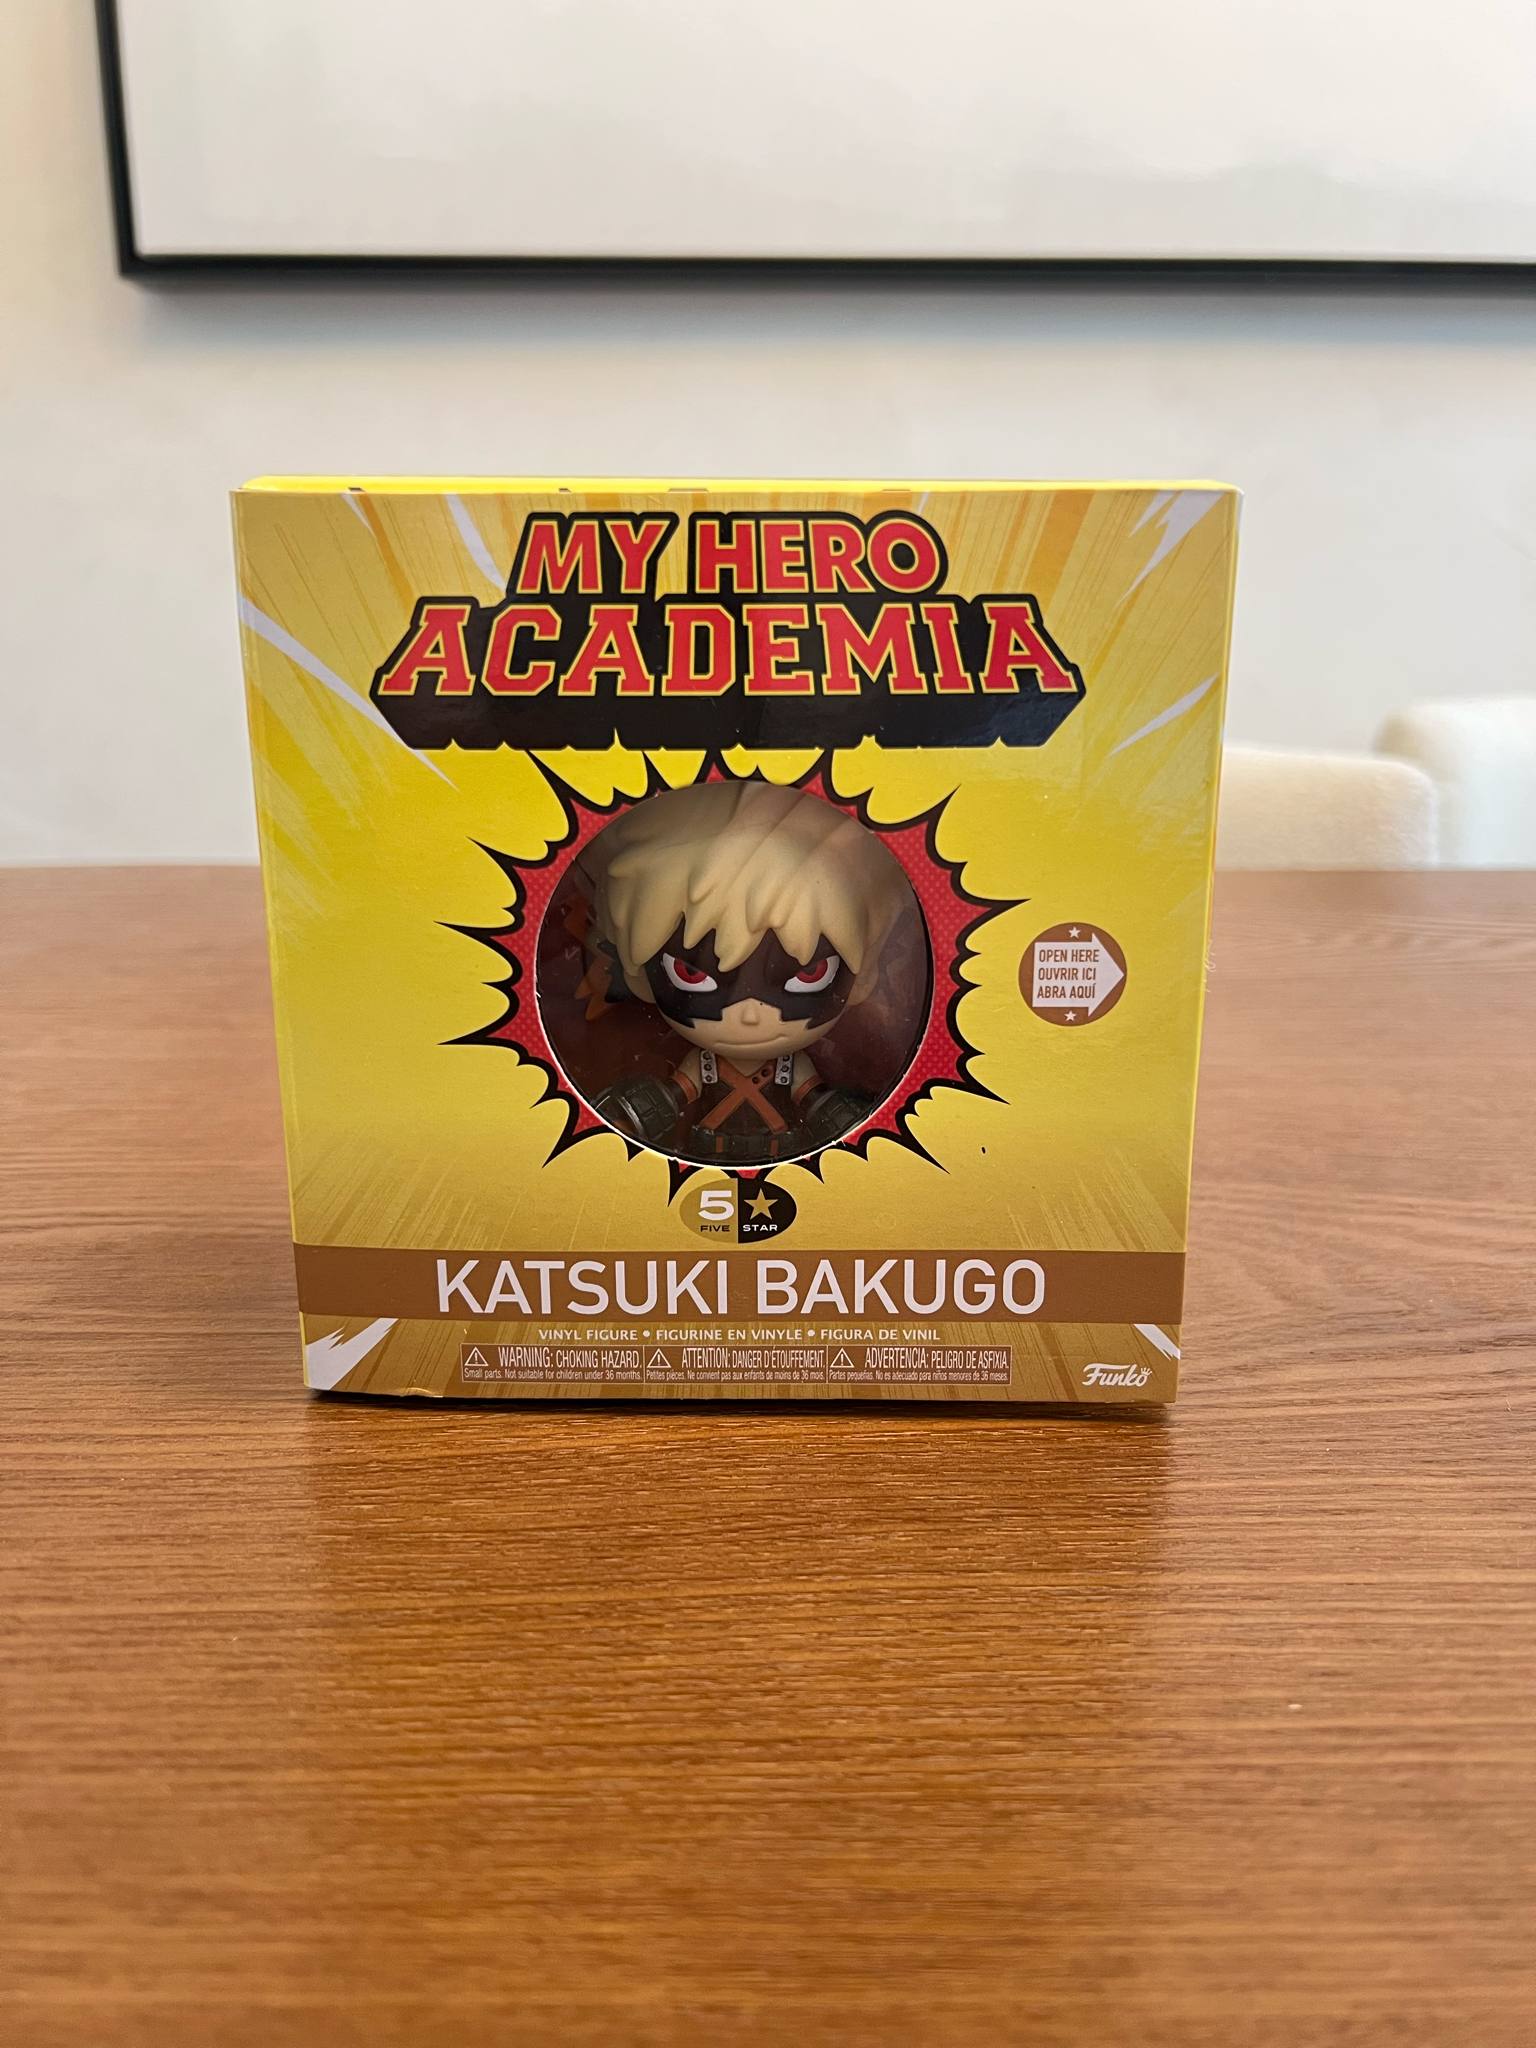 MY HERO
ACADEMIA
OPEN HERE
OUVRIR ICI
ABRA AQUÍ
5
FIVE STAR
KATSUKI BAKUGO
VINYL FIGURE • FIGURINE EN VINYLE • FIGURA DE VINIL
WARNING: CHOKING HAZARD.
Small parts. Not suitable for children under 36 months.
ATTENTION: DANGER D'ÉTOUFFEMENT.
Petites pièces. Ne convient pas aux enfants de moins de 36 mois.
ADVERTENCIA: PELIGRO DE ASFIXIA.
Partes pequeñas. No es adecuado para niños menores de 36 meses.
Funko